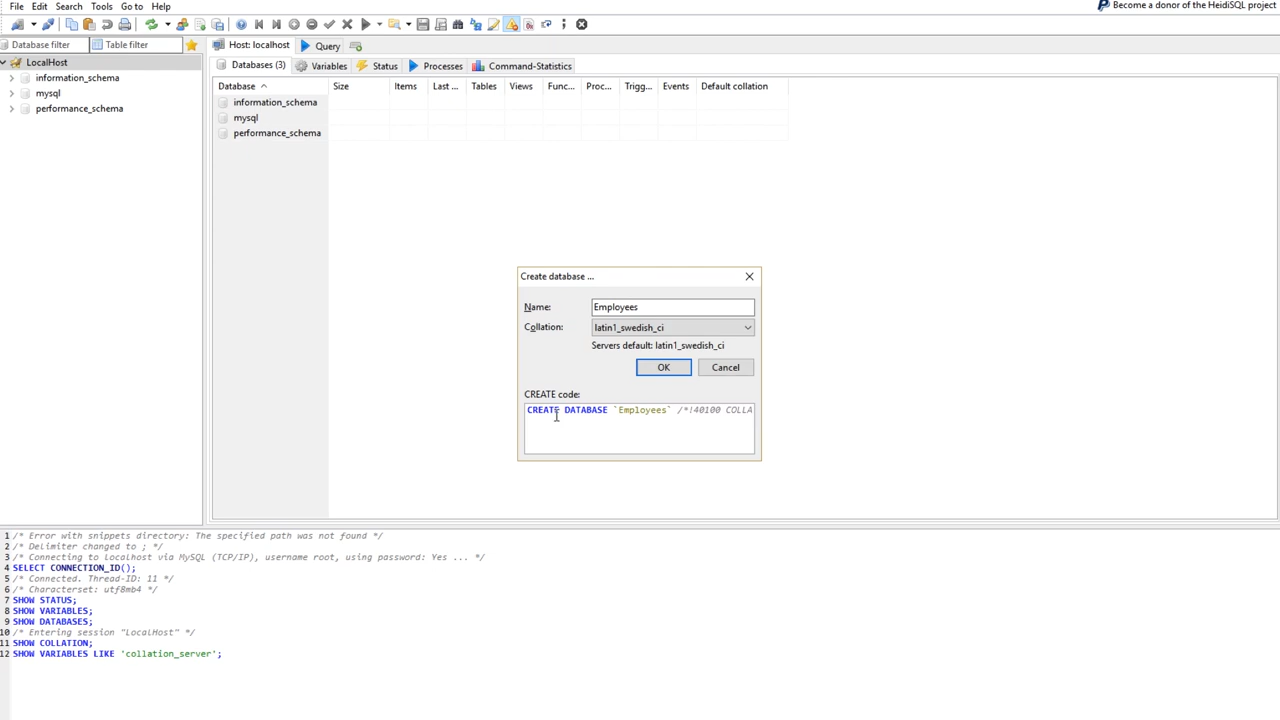 File Edit Search Tools Go to Help
Become a donor of the HeidiSQL project
Database filter Table filter
Host: localhost Query
LocalHost
information_schema
mysql
performance_schema
Databases (3) Variables Status Processes Command-Statistics
Database Size Items Last ... Tables Views Func... Proc... Trigg... Events Default collation
information_schema
mysql
performance_schema
Create database ...
Name: Employees
Collation: latin1_swedish_ci
Servers default: latin1_swedish_ci
OK Cancel
CREATE code:
CREATE DATABASE `Employees` /*!40100 COLLA
1 /* Error with snippets directory: The specified path was not found */
2 /* Delimiter changed to ; */
3 /* Connecting to localhost via MySQL (TCP/IP), username root, using password: Yes ... */
4 SELECT CONNECTION_ID();
5 /* Connected. Thread-ID: 11 */
6 /* Characterset: utf8mb4 */
7 SHOW STATUS;
8 SHOW VARIABLES;
9 SHOW DATABASES;
10 /* Entering session "LocalHost" */
11 SHOW COLLATION;
12 SHOW VARIABLES LIKE 'collation_server';